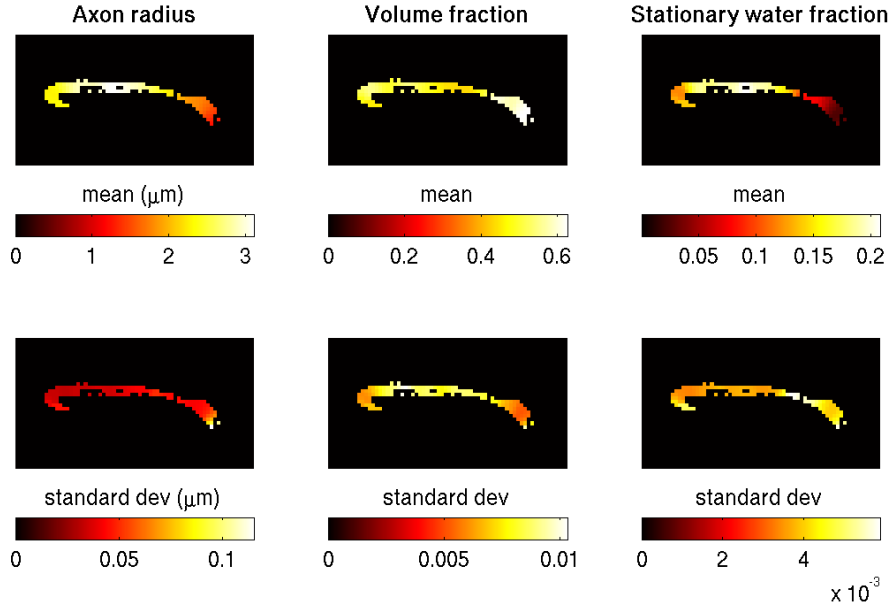 Axon radius Volume fraction Stationary water fraction
mean (μm) mean mean
0 1 2 3 0 0.2 0.4 0.6 0.05 0.1 0.15 0.2
standard dev (μm) standard dev standard dev
0 0.05 0.1 0 0.005 0.01 0 2 4
x 10⁻³